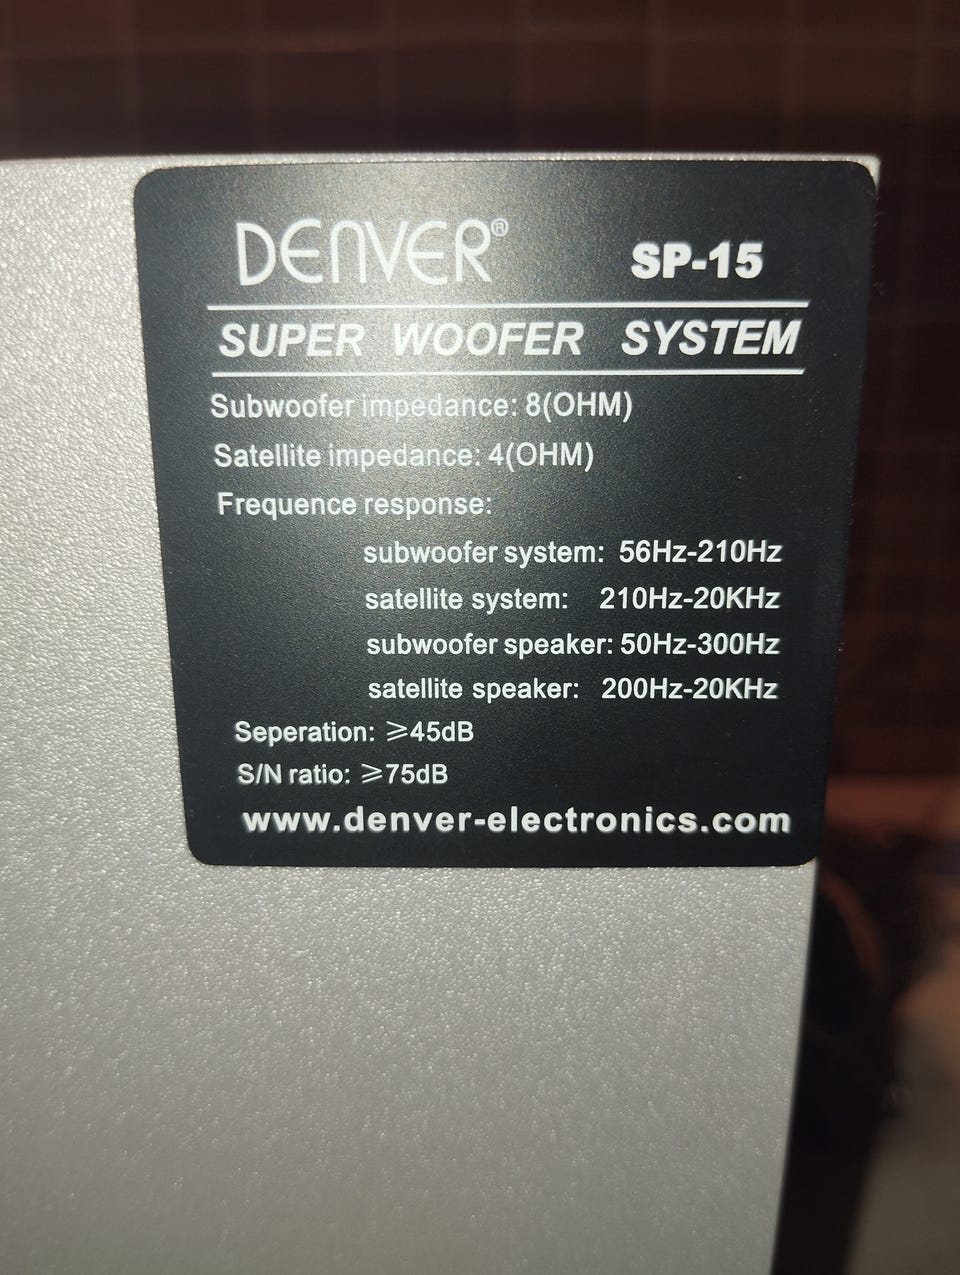 DENVER® SP-15
SUPER WOOFER SYSTEM
Subwoofer impedance: 8(OHM)
Satellite impedance: 4(OHM)
Frequence response:
subwoofer system: 56Hz-210Hz
satellite system: 210Hz-20KHz
subwoofer speaker: 50Hz-300Hz
satellite speaker: 200Hz-20KHz
Seperation: ≥45dB
S/N ratio: ≥75dB
www.denver-electronics.com